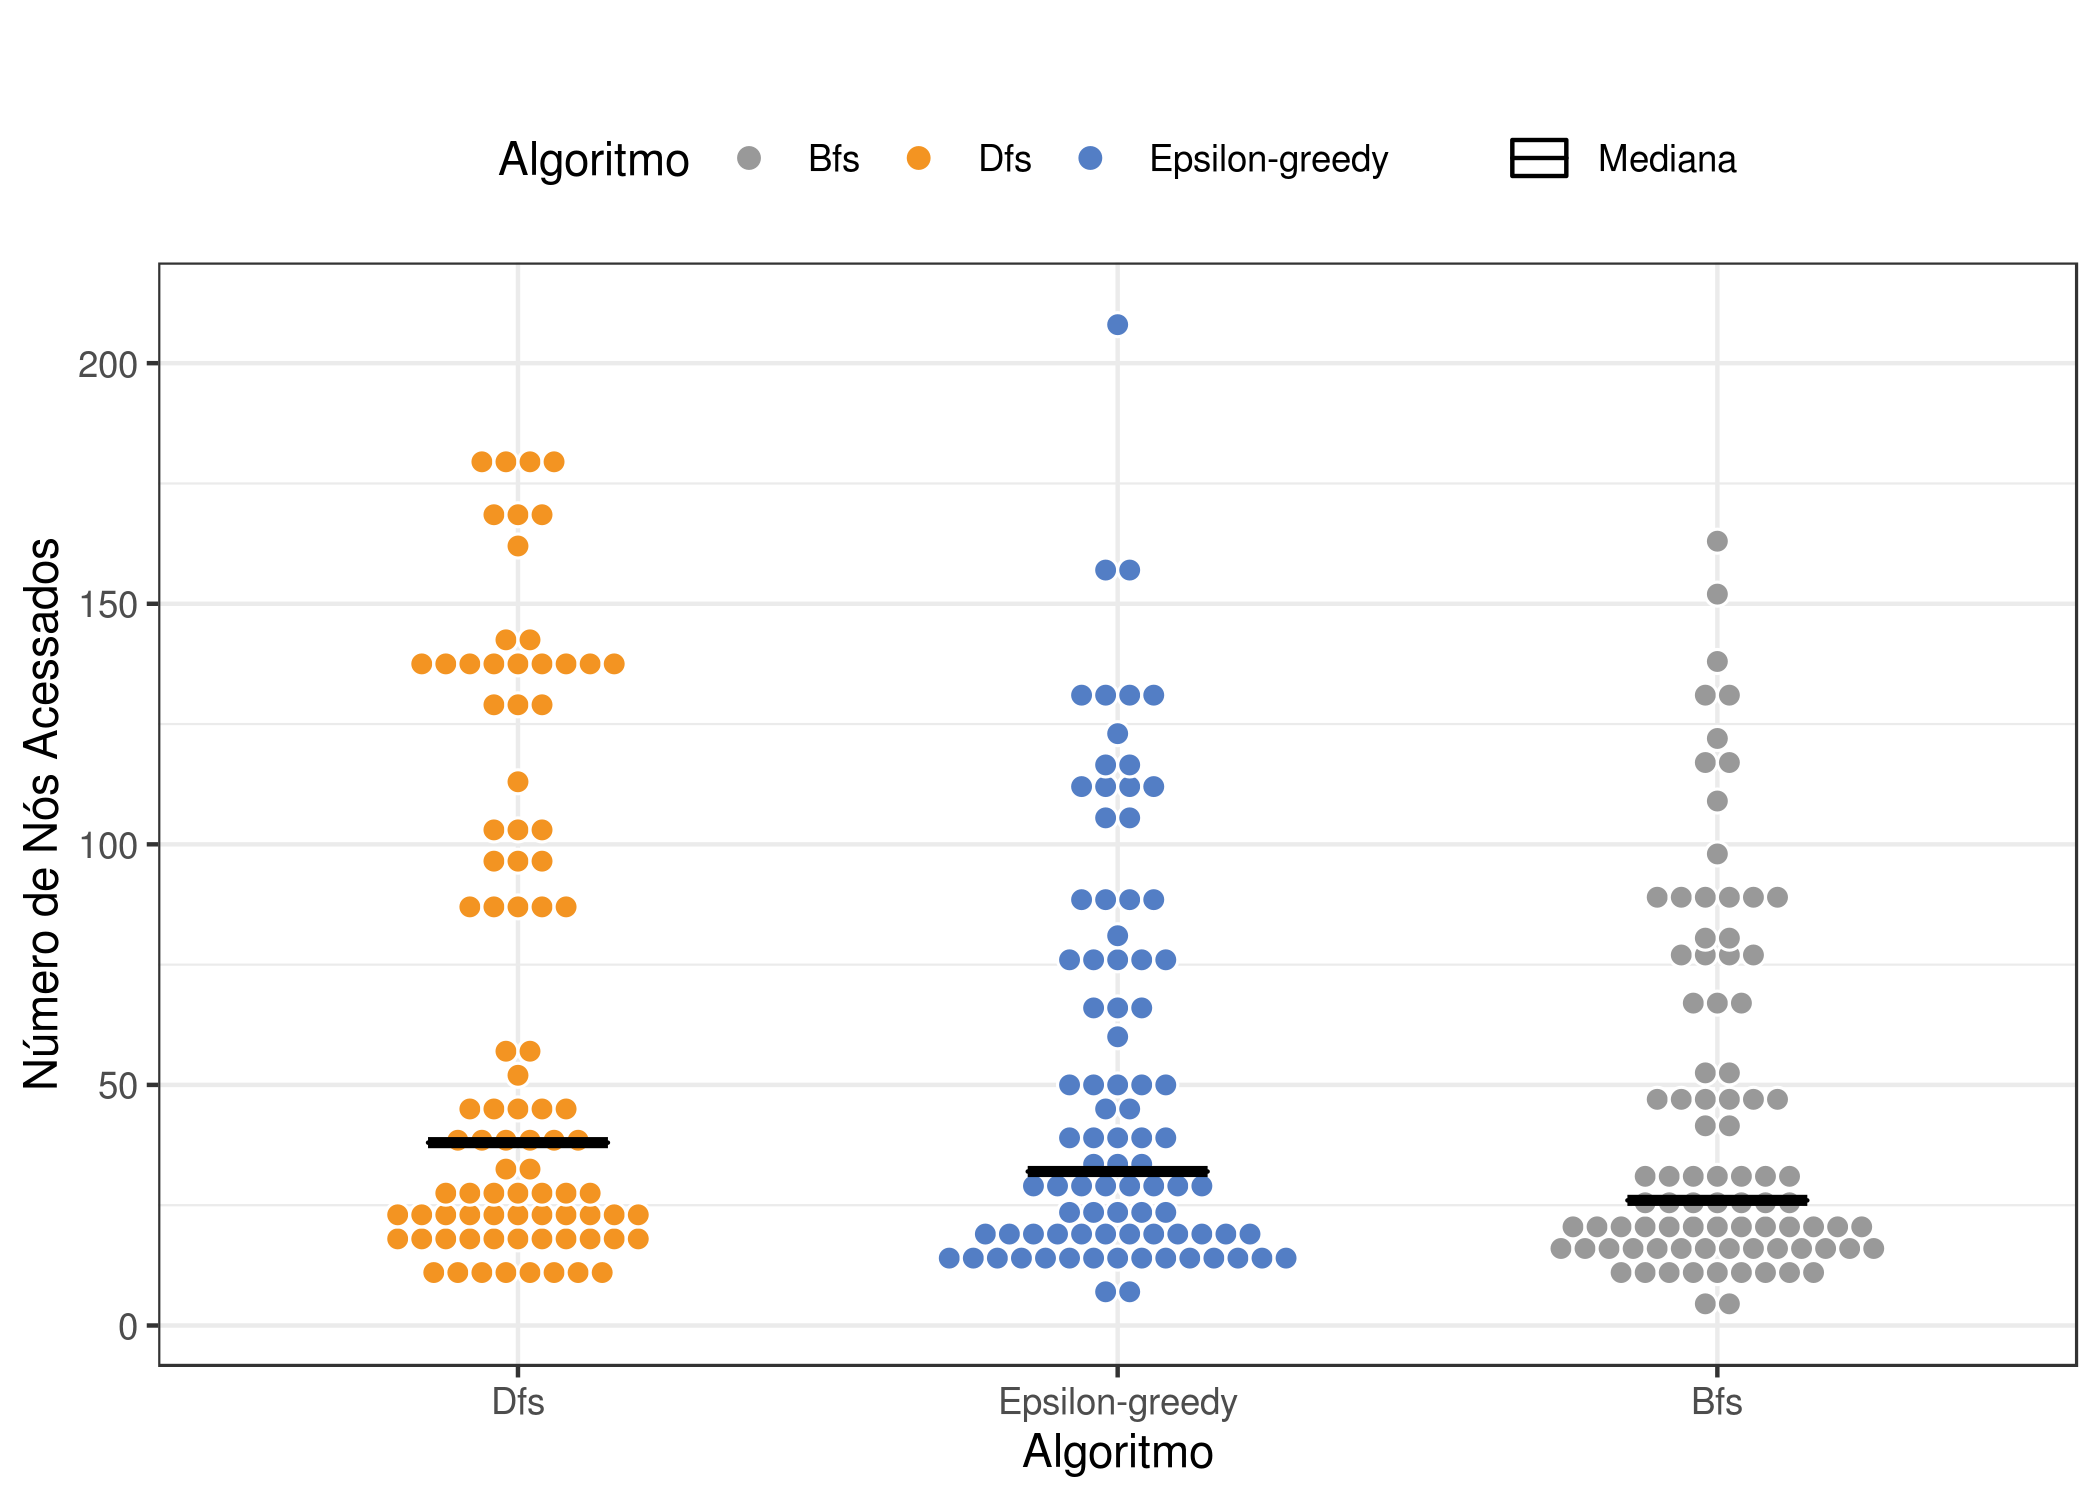 Algoritmo Bfs Dfs Epsilon-greedy Mediana
Número de Nós Acessados
200
150
100
50
0
Dfs Epsilon-greedy Bfs
Algoritmo